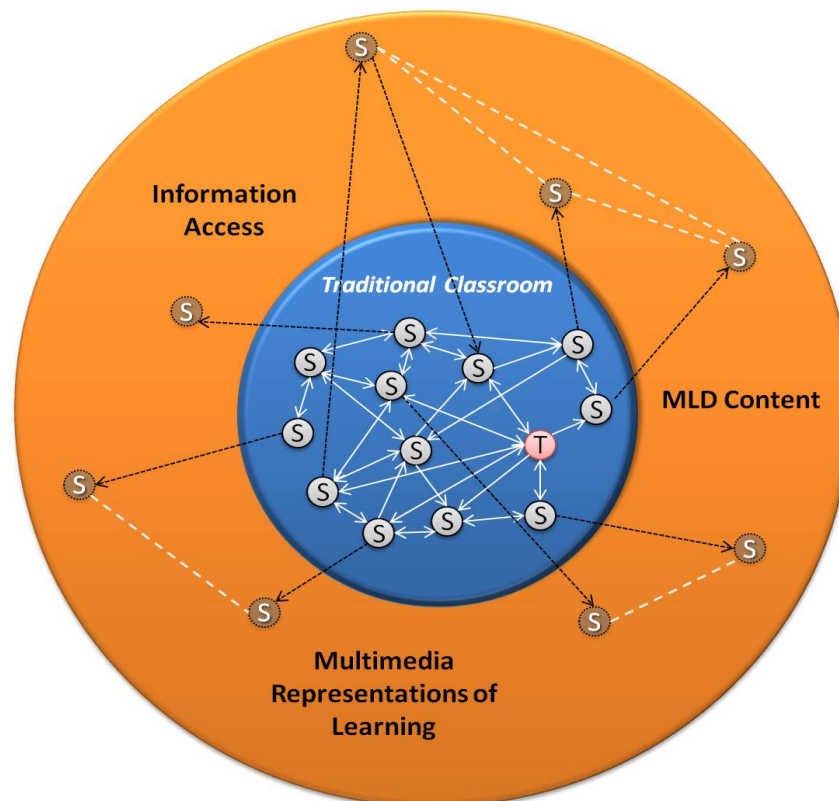 S
S
Information
Access
S
Traditional Classroom
S
S
S
S
S
S
S
S
MLD Content
S
S
T
S
S
S
S
S
S
S
S
S
Multimedia
Representations of
Learning